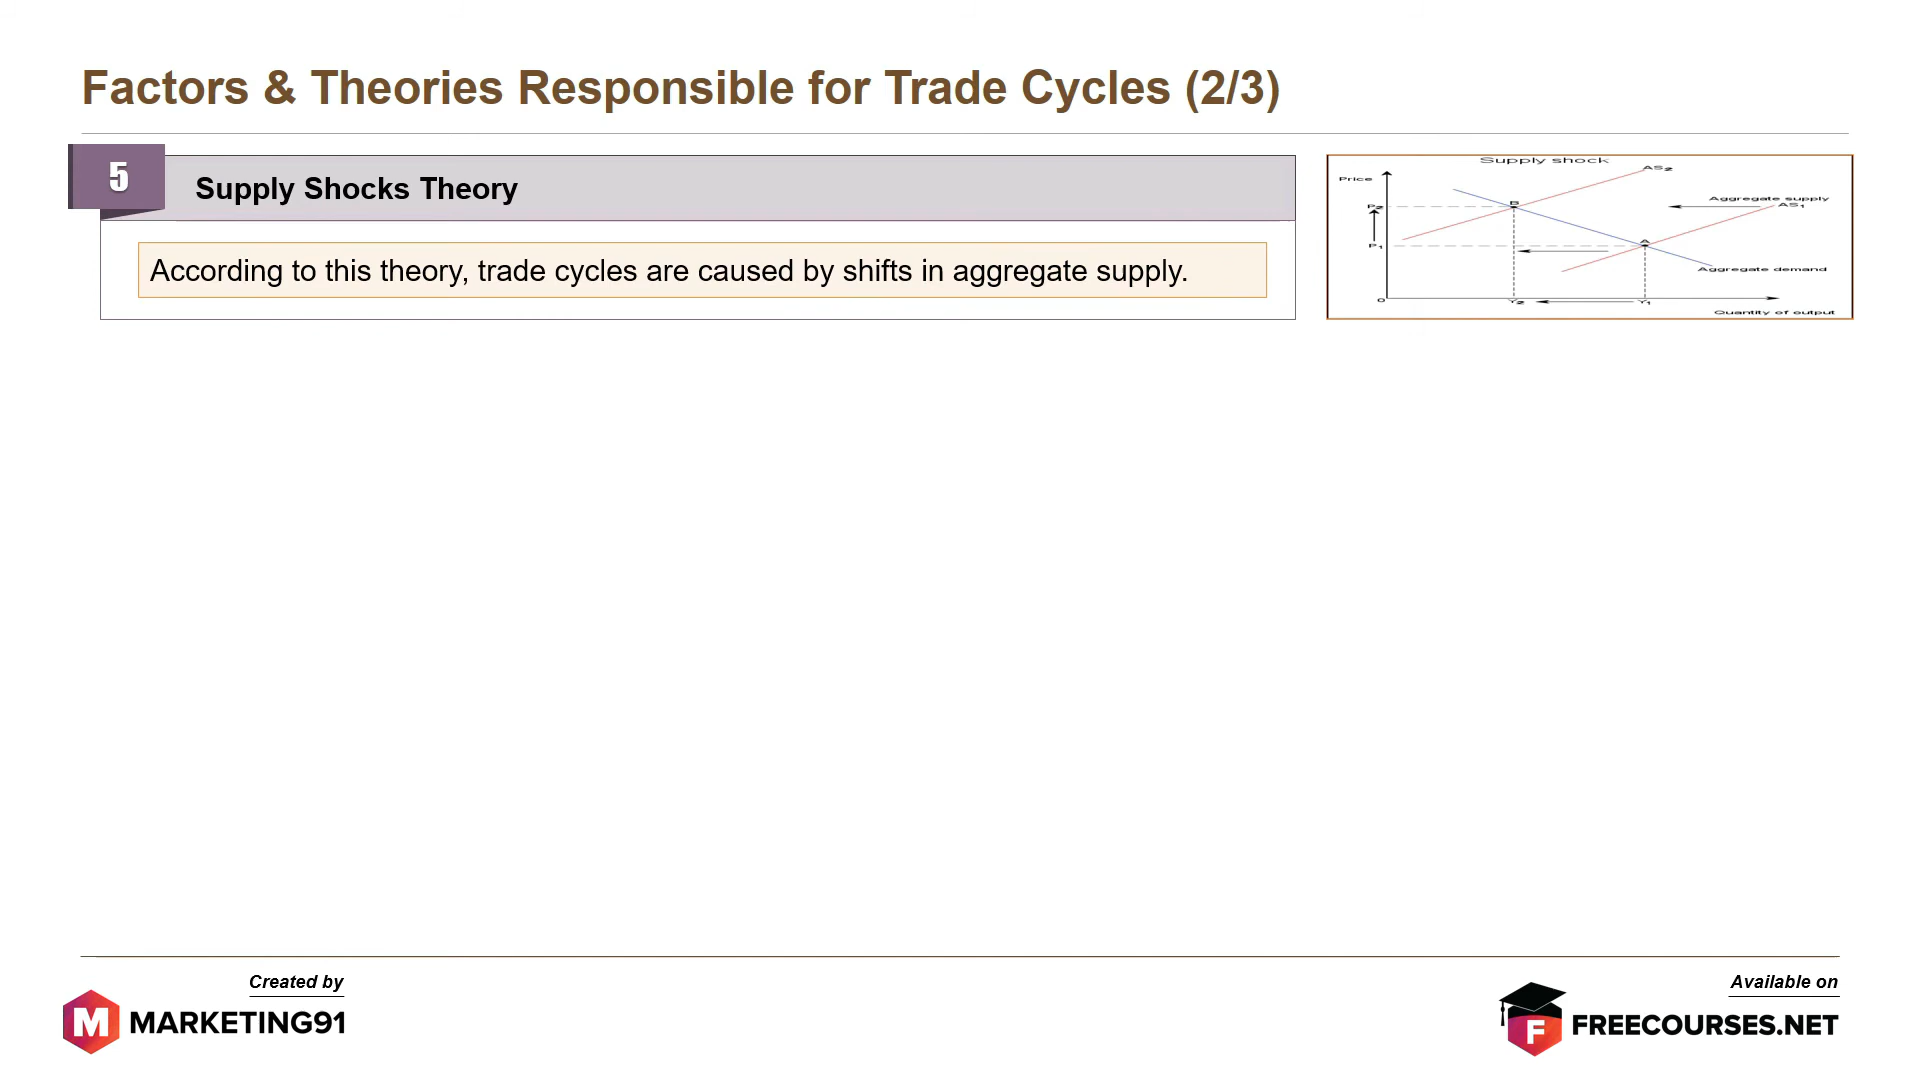 Factors & Theories Responsible for Trade Cycles (2/3)
5
Supply Shocks Theory
According to this theory, trade cycles are caused by shifts in aggregate supply.
Supply shock
Price
AS2
Aggregate supply
AS1
P2
B
P1
A
Aggregate demand
0
Y2
Y1
Quantity of output
Created by
M MARKETING91
Available on
F FREECOURSES.NET